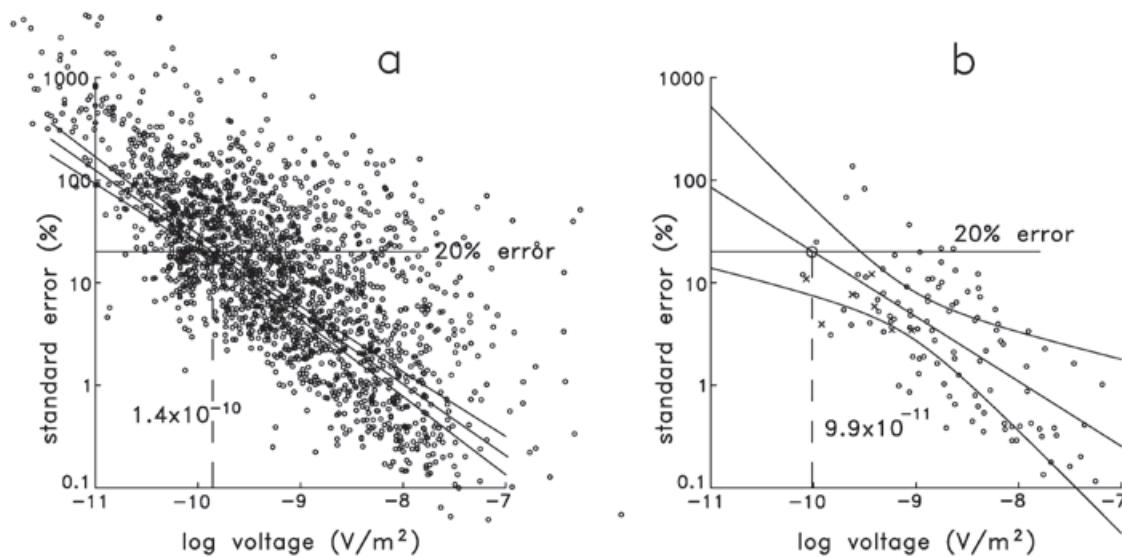 a
1000
100
10
1
0.1
standard error (%)
20% error
1.4x10⁻¹⁰
-11
-10
-9
-8
-7
log voltage (V/m²)
b
1000
100
10
1
0.1
standard error (%)
20% error
9.9x10⁻¹¹
-11
-10
-9
-8
-7
log voltage (V/m²)